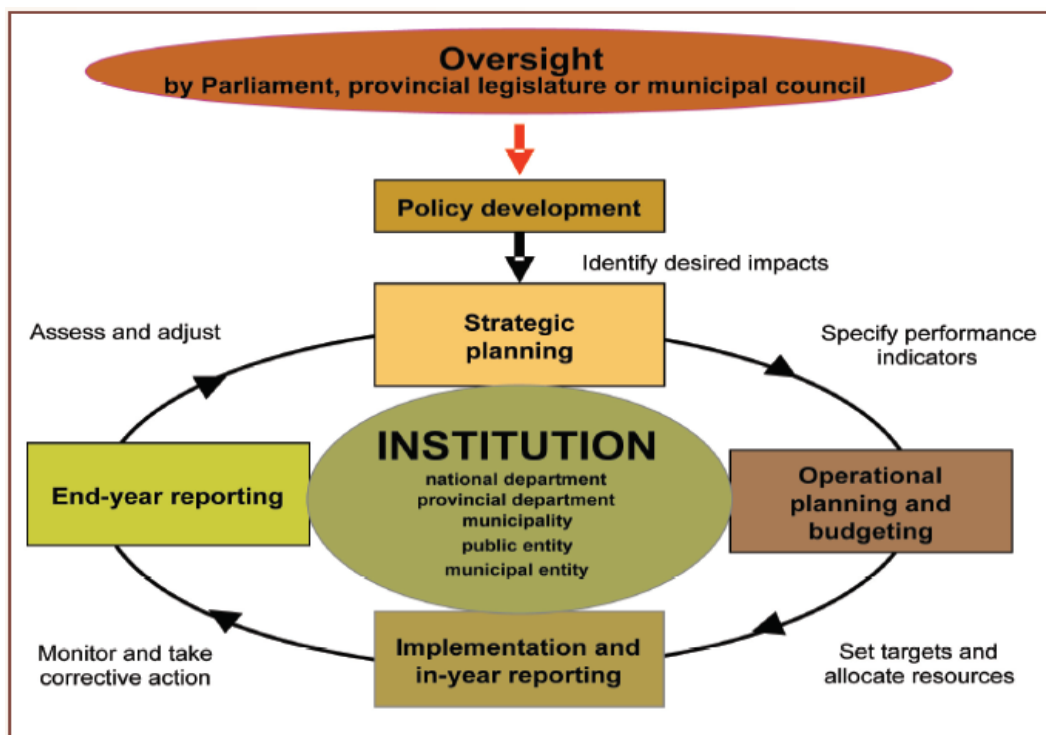 Oversight
by Parliament, provincial legislature or municipal council
Policy development
Identify desired impacts
Strategic
planning
Assess and adjust
Specify performance
indicators
INSTITUTION
national department
provincial department
municipality
public entity
municipal entity
End-year reporting
Operational
planning and
budgeting
Implementation and
in-year reporting
Monitor and take
corrective action
Set targets and
allocate resources